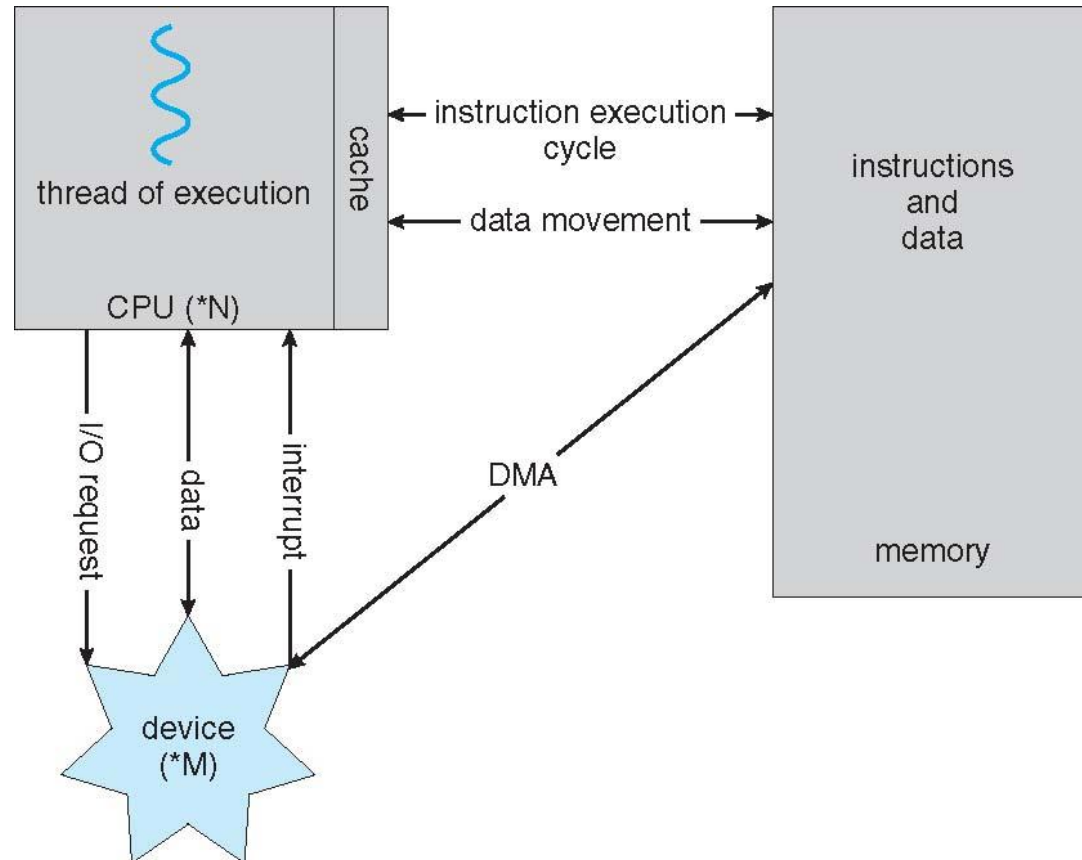 thread of execution
cache
CPU (*N)
instruction execution
cycle
data movement
instructions
and
data
memory
I/O request
data
interrupt
DMA
device
(*M)